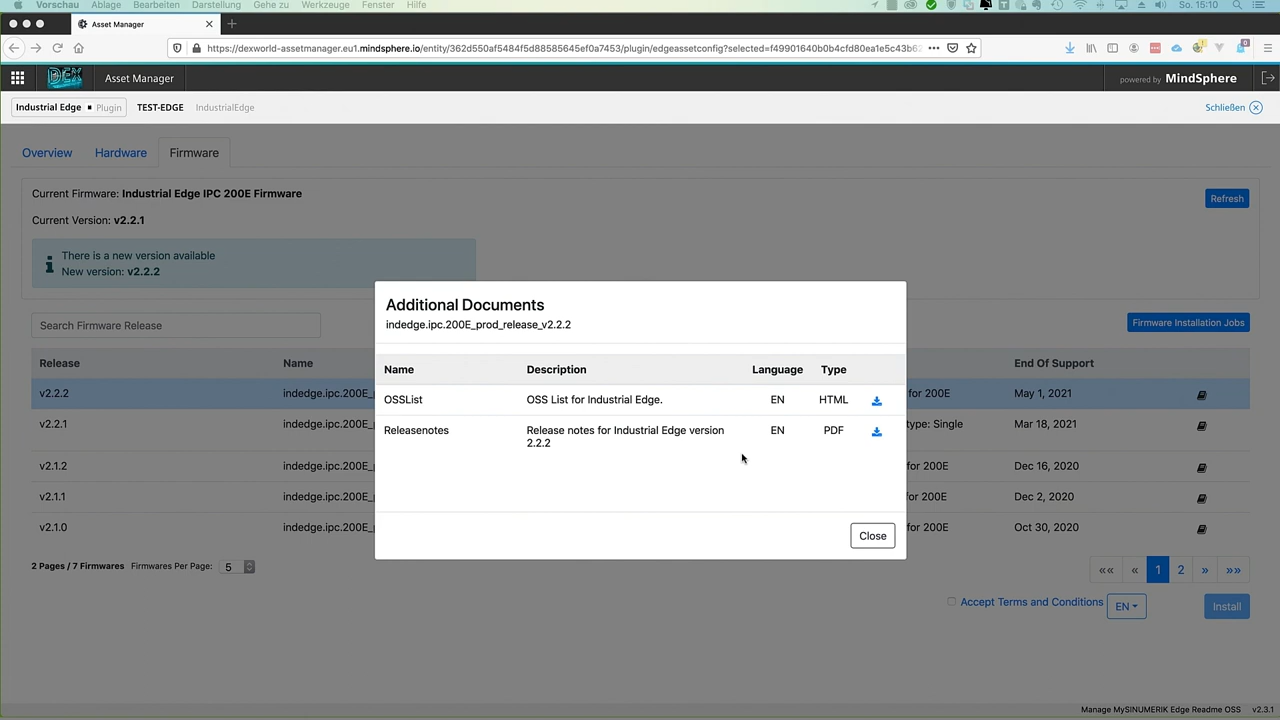 Vorschau Ablage Bearbeiten Darstellung Gehe zu Werkzeuge Fenster Hilfe So. 15:10
Asset Manager
https://dexworld-assetmanager.eu1.mindsphere.io/entity/362d550af5484f5d88585645ef0a7453/plugin/edgeassetconfig?selected=f49901640b0b4cfd80ea1e5c43b62
DEX Asset Manager powered by MindSphere
Industrial Edge ▪ Plugin TEST-EDGE IndustrialEdge Schließen
Overview Hardware Firmware
Current Firmware: Industrial Edge IPC 200E Firmware
Refresh
Current Version: v2.2.1
There is a new version available
New version: v2.2.2
Additional Documents
indedge.ipc.200E_prod_release_v2.2.2
Search Firmware Release Firmware Installation Jobs
Release Name End Of Support
Name Description Language Type
v2.2.2 indedge.ipc.200E_ for 200E May 1, 2021
OSSList OSS List for Industrial Edge. EN HTML
v2.2.1 indedge.ipc.200E_ type: Single Mar 18, 2021
Releasenotes Release notes for Industrial Edge version EN PDF
2.2.2
v2.1.2 indedge.ipc.200E_ for 200E Dec 16, 2020
v2.1.1 indedge.ipc.200E_ for 200E Dec 2, 2020
v2.1.0 indedge.ipc.200E_ for 200E Oct 30, 2020
Close
2 Pages / 7 Firmwares Firmwares Per Page: 5 «« « 1 2 » »»
Accept Terms and Conditions EN Install
Manage MySINUMERIK Edge Readme OSS v2.3.1